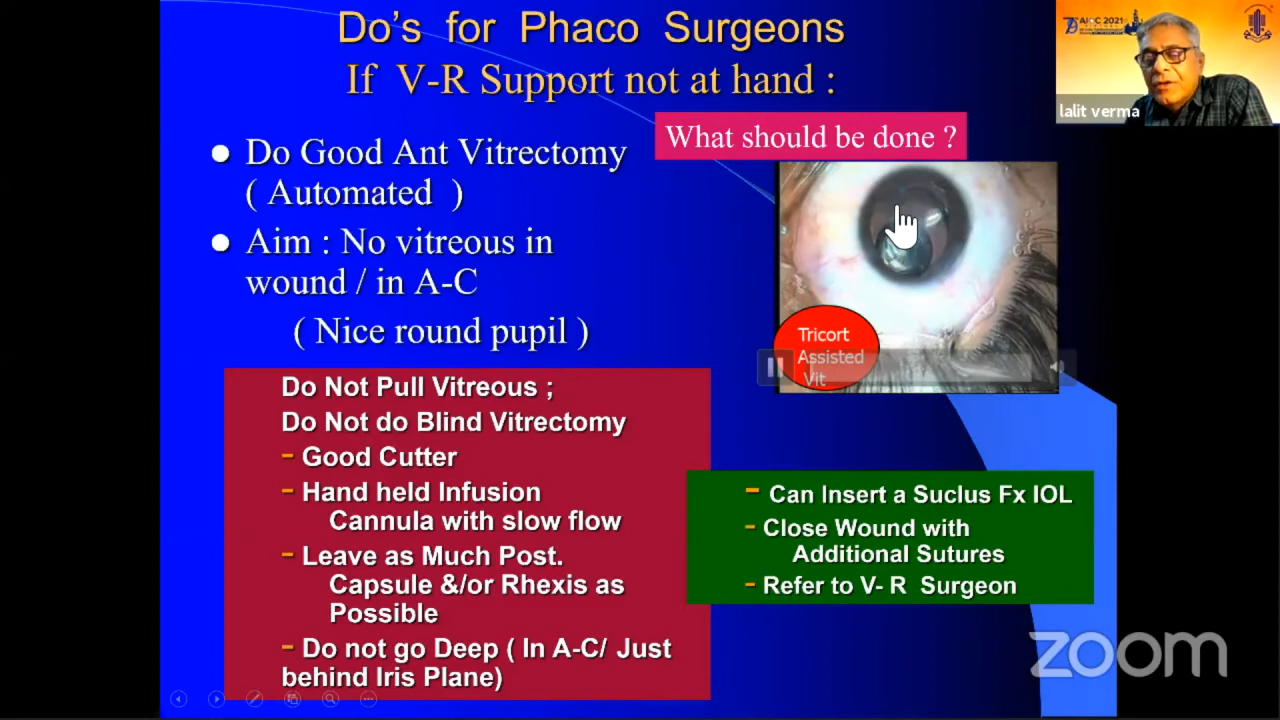 Do's for Phaco Surgeons
If V-R Support not at hand :
What should be done ?
● Do Good Ant Vitrectomy
( Automated )
● Aim : No vitreous in
wound / in A-C
( Nice round pupil )
Tricort
Assisted
Vit
Do Not Pull Vitreous ;
Do Not do Blind Vitrectomy
- Good Cutter
- Hand held Infusion
Cannula with slow flow
- Leave as Much Post.
Capsule &/or Rhexis as
Possible
- Do not go Deep ( In A-C/ Just
behind Iris Plane)
- Can Insert a Suclus Fx IOL
- Close Wound with
Additional Sutures
- Refer to V- R Surgeon
AIOC 2021
lalit verma
zoom